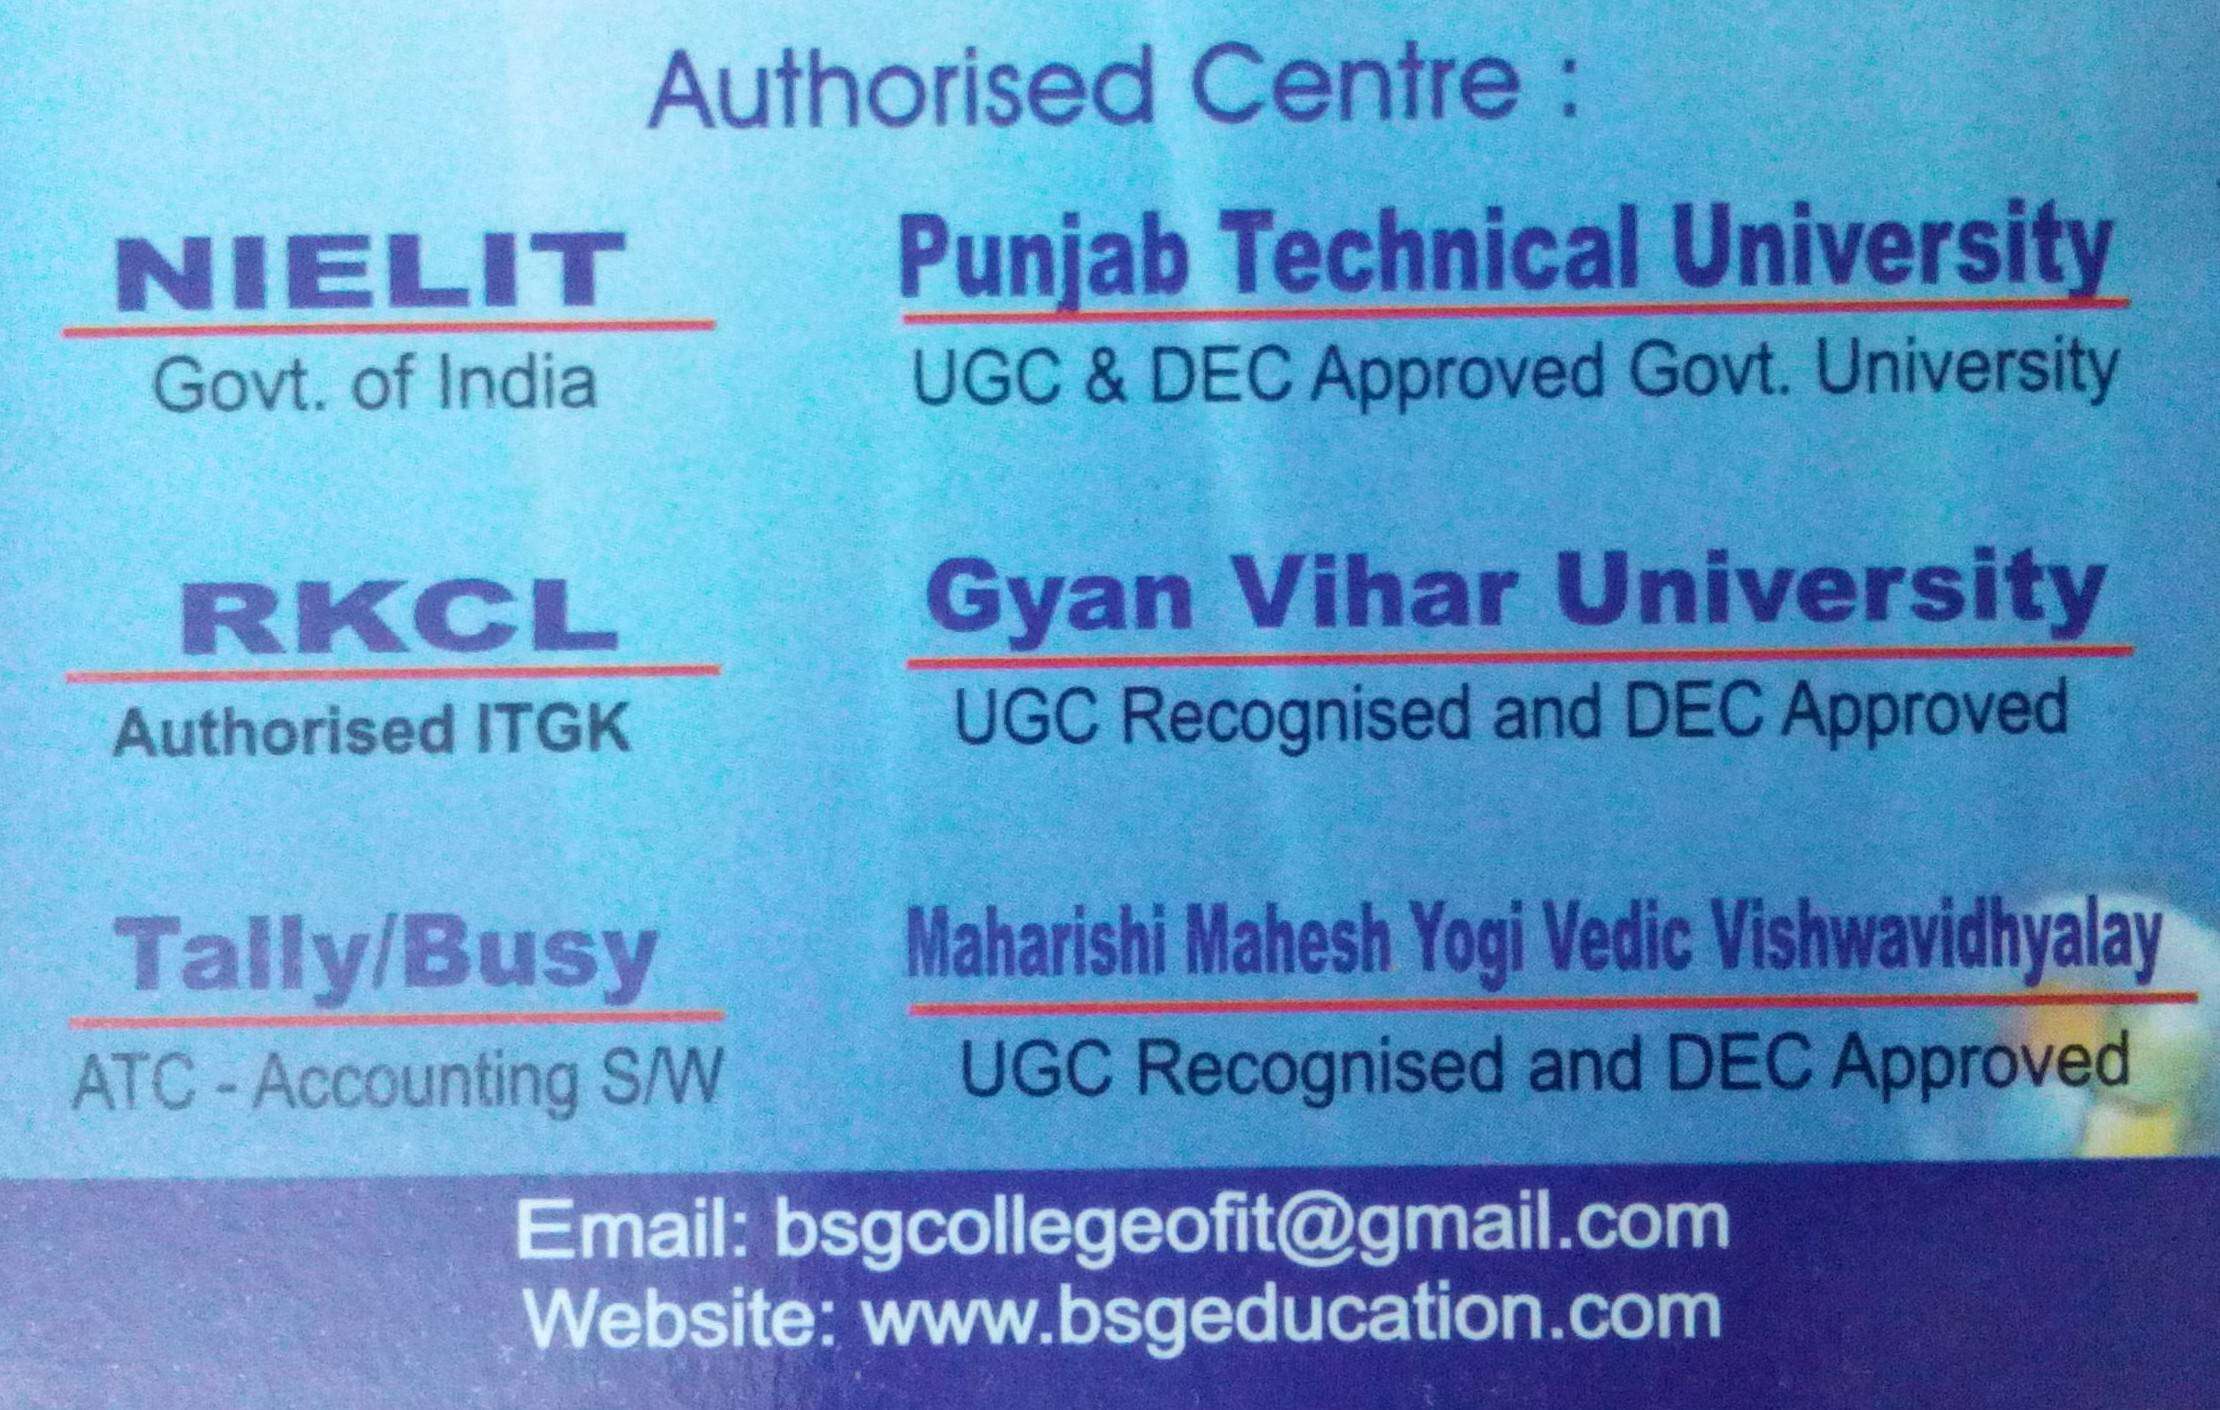 Authorised Centre :
NIELIT
Govt. of India
Punjab Technical University
UGC & DEC Approved Govt. University
RKCL
Authorised ITGK
Gyan Vihar University
UGC Recognised and DEC Approved
Tally/Busy
ATC - Accounting S/W
Maharishi Mahesh Yogi Vedic Vishwavidhyalay
UGC Recognised and DEC Approved
Email: bsgcollegeofit@gmail.com
Website: www.bsgeducation.com